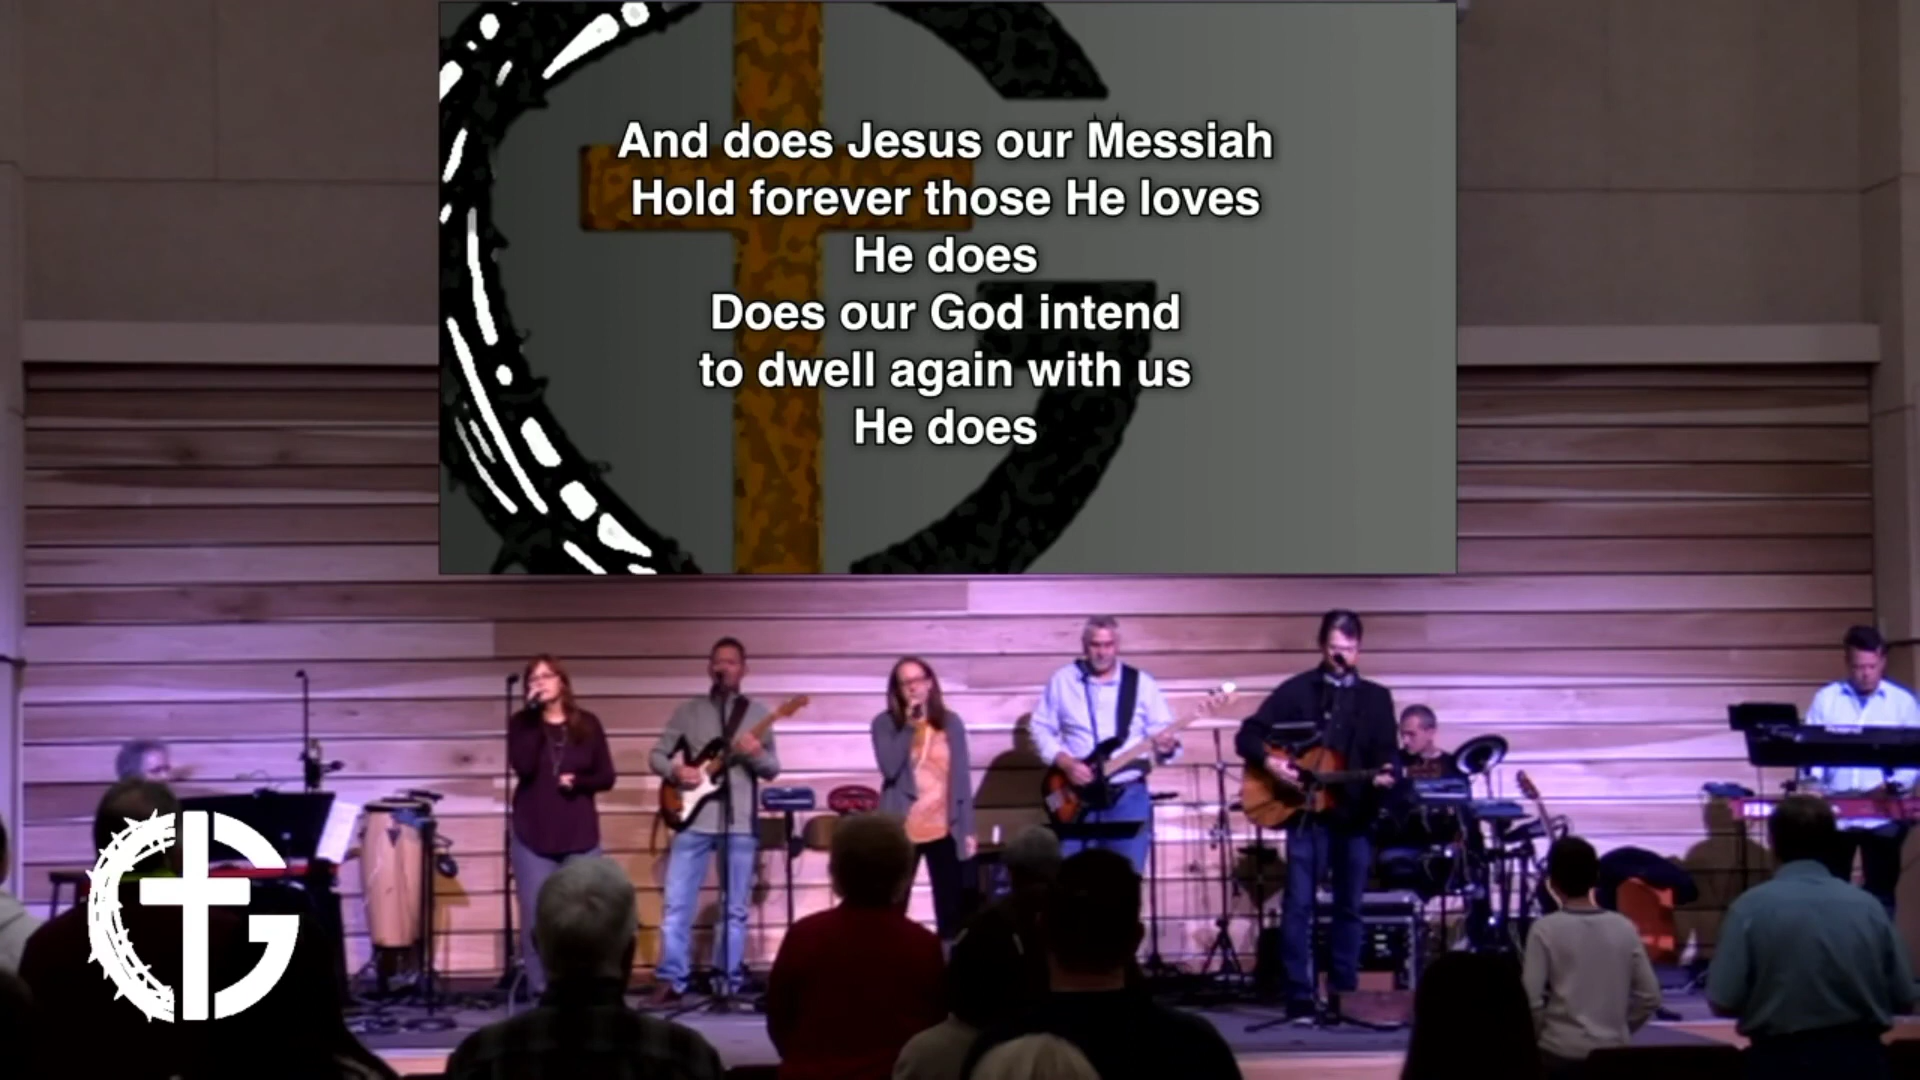 And does Jesus our Messiah
Hold forever those He loves
He does
Does our God intend
to dwell again with us
He does